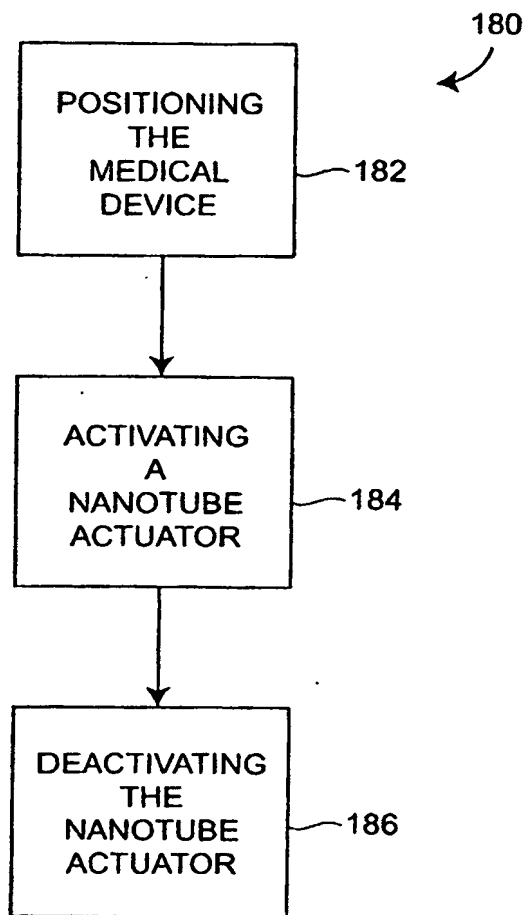 180
POSITIONING
THE
MEDICAL
DEVICE
182
ACTIVATING
A
NANOTUBE
ACTUATOR
184
DEACTIVATING
THE
NANOTUBE
ACTUATOR
186